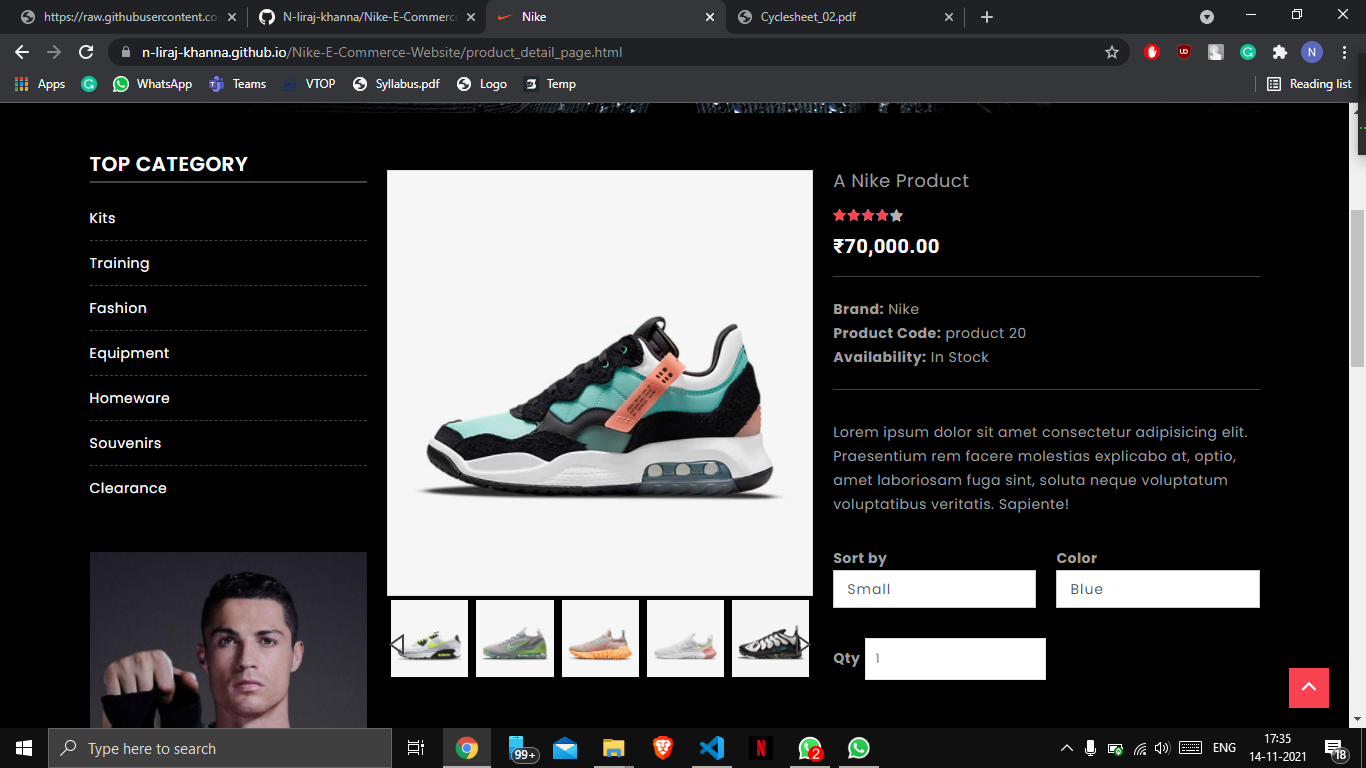 https://raw.githubusercontent.co
N-liraj-khanna/Nike-E-Commerce
Nike
Cyclesheet_02.pdf
n-liraj-khanna.github.io/Nike-E-Commerce-Website/product_detail_page.html
N
Apps
WhatsApp
Teams
VTOP
Syllabus.pdf
Logo
Temp
Reading list
TOP CATEGORY
Kits
Training
Fashion
Equipment
Homeware
Souvenirs
Clearance
A Nike Product
₹70,000.00
Brand: Nike
Product Code: product 20
Availability: In Stock
Lorem ipsum dolor sit amet consectetur adipisicing elit.
Praesentium rem facere molestias explicabo at, optio,
amet laboriosam fuga sint, soluta neque voluptatum
voluptatibus veritatis. Sapiente!
Sort by
Color
Small
Blue
Qty 1
Type here to search
99+
2
ENG
17:35
14-11-2021
18